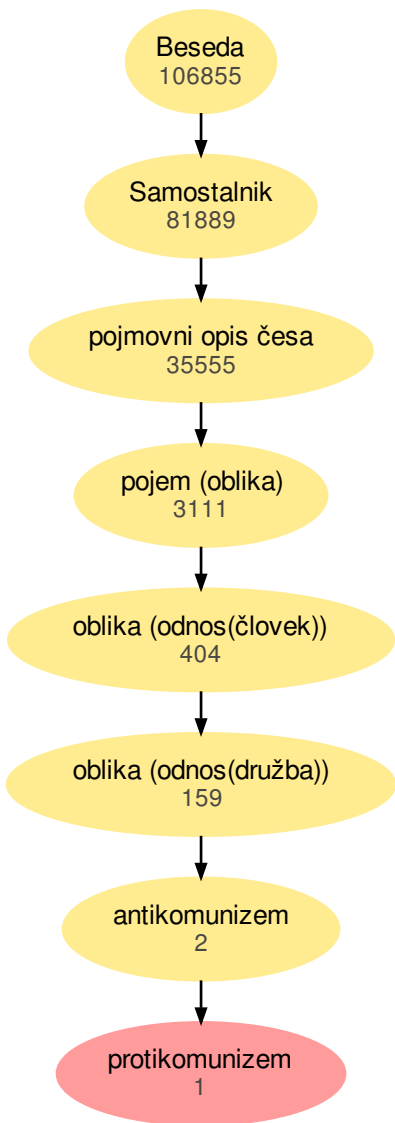 Beseda
106855
Samostalnik
81889
pojmovni opis česa
35555
pojem (oblika)
3111
oblika (odnos(človek))
404
oblika (odnos(družba))
159
antikomunizem
2
protikomunizem
1